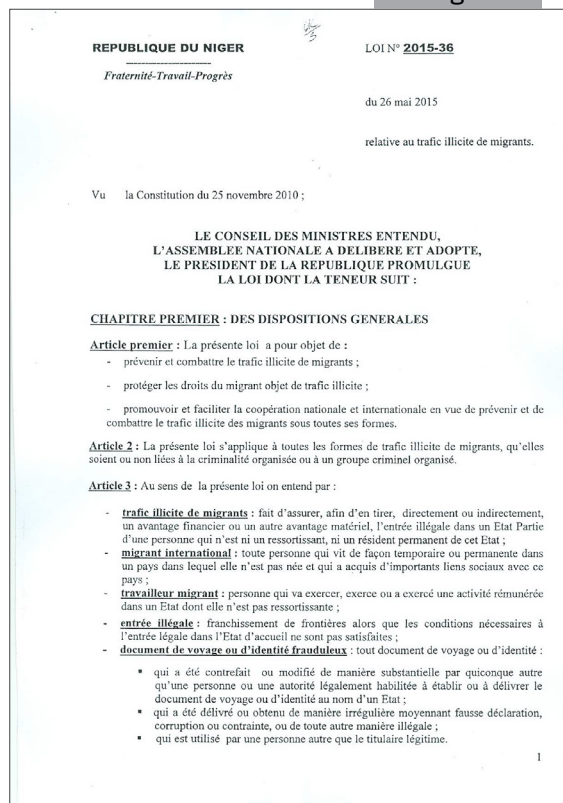 REPUBLIQUE DU NIGER
LOI N° 2015-36
Fraternité-Travail-Progrès
du 26 mai 2015
relative au trafic illicite de migrants.
Vu la Constitution du 25 novembre 2010 ;
LE CONSEIL DES MINISTRES ENTENDU,
L'ASSEMBLEE NATIONALE A DELIBERE ET ADOPTE,
LE PRESIDENT DE LA REPUBLIQUE PROMULGUE
LA LOI DONT LA TENEUR SUIT :
CHAPITRE PREMIER : DES DISPOSITIONS GENERALES
Article premier : La présente loi a pour objet de :
- prévenir et combattre le trafic illicite de migrants ;
- protéger les droits du migrant objet de trafic illicite ;
- promouvoir et faciliter la coopération nationale et internationale en vue de prévenir et de
combattre le trafic illicite des migrants sous toutes ses formes.
Article 2 : La présente loi s'applique à toutes les formes de trafic illicite de migrants, qu'elles
soient ou non liées à la criminalité organisée ou à un groupe criminel organisé.
Article 3 : Au sens de la présente loi on entend par :
- trafic illicite de migrants : fait d'assurer, afin d'en tirer, directement ou indirectement,
un avantage financier ou un autre avantage matériel, l'entrée illégale dans un Etat Partie
d'une personne qui n'est ni un ressortissant, ni un résident permanent de cet Etat ;
- migrant international : toute personne qui vit de façon temporaire ou permanente dans
un pays dans lequel elle n'est pas née et qui a acquis d'importants liens sociaux avec ce
pays ;
- travailleur migrant : personne qui va exercer, exerce ou a exercé une activité rémunérée
dans un Etat dont elle n'est pas ressortissante ;
- entrée illégale : franchissement de frontières alors que les conditions nécessaires à
l'entrée légale dans l'Etat d'accueil ne sont pas satisfaites ;
- document de voyage ou d'identité frauduleux : tout document de voyage ou d'identité :
▪ qui a été contrefait ou modifié de manière substantielle par quiconque autre
qu'une personne ou une autorité légalement habilitée à établir ou à délivrer le
document de voyage ou d'identité au nom d'un Etat ;
▪ qui a été délivré ou obtenu de manière irrégulière moyennant fausse déclaration,
corruption ou contrainte, ou de toute autre manière illégale ;
▪ qui est utilisé par une personne autre que le titulaire légitime.
1